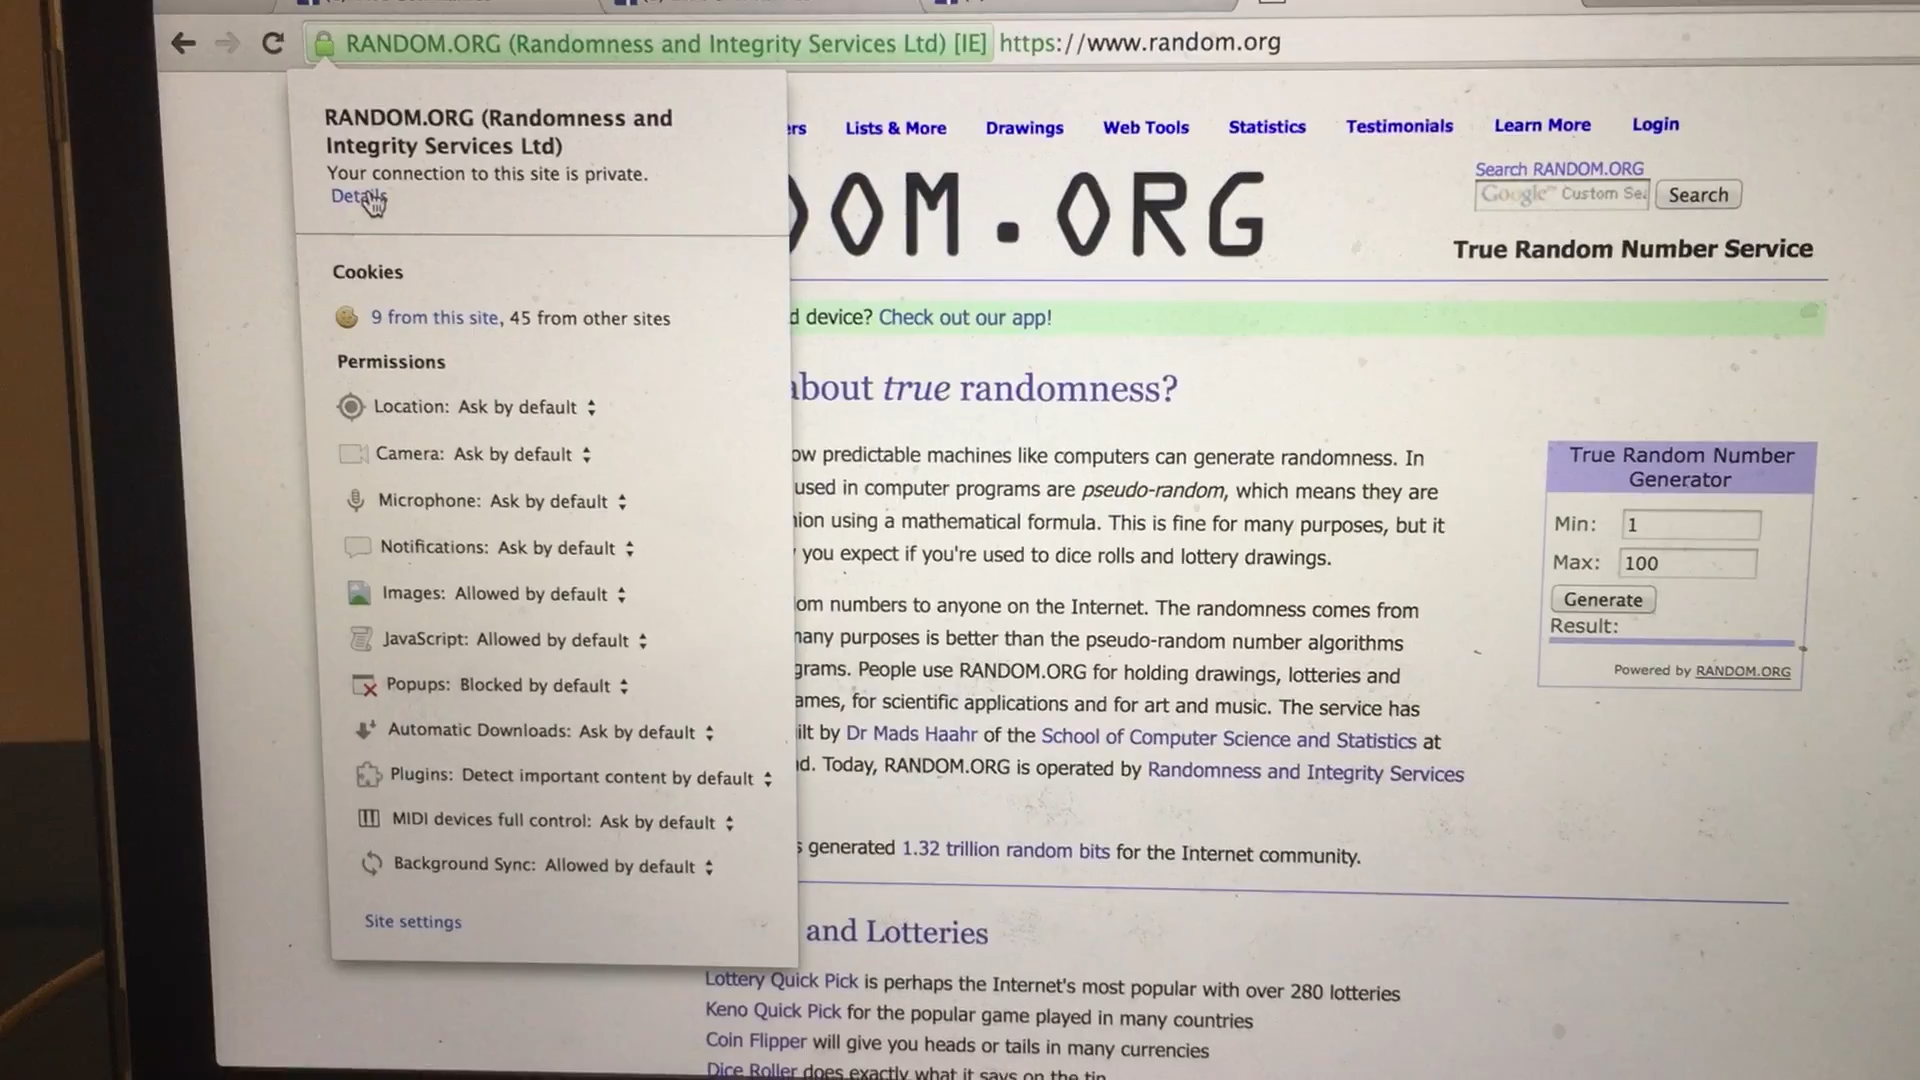 RANDOM.ORG (Randomness and Integrity Services Ltd) [IE] https://www.random.org
RANDOM.ORG (Randomness and
Integrity Services Ltd)
Your connection to this site is private.
Details
Cookies
9 from this site, 45 from other sites
Permissions
Location: Ask by default
Camera: Ask by default
Microphone: Ask by default
Notifications: Ask by default
Images: Allowed by default
JavaScript: Allowed by default
Popups: Blocked by default
Automatic Downloads: Ask by default
Plugins: Detect important content by default
MIDI devices full control: Ask by default
Background Sync: Allowed by default
Site settings
ers Lists & More Drawings Web Tools Statistics Testimonials Learn More Login
Search RANDOM.ORG
Google Custom Sea Search
OM.ORG
True Random Number Service
d device? Check out our app!
about true randomness?
ow predictable machines like computers can generate randomness. In
used in computer programs are pseudo-random, which means they are
ion using a mathematical formula. This is fine for many purposes, but it
you expect if you're used to dice rolls and lottery drawings.
om numbers to anyone on the Internet. The randomness comes from
many purposes is better than the pseudo-random number algorithms
grams. People use RANDOM.ORG for holding drawings, lotteries and
ames, for scientific applications and for art and music. The service has
ilt by Dr Mads Haahr of the School of Computer Science and Statistics at
d. Today, RANDOM.ORG is operated by Randomness and Integrity Services
s generated 1.32 trillion random bits for the Internet community.
True Random Number
Generator
Min: 1
Max: 100
Generate
Result:
Powered by RANDOM.ORG
and Lotteries
Lottery Quick Pick is perhaps the Internet's most popular with over 280 lotteries
Keno Quick Pick for the popular game played in many countries
Coin Flipper will give you heads or tails in many currencies
Dice Roller does exactly what it says on the tin